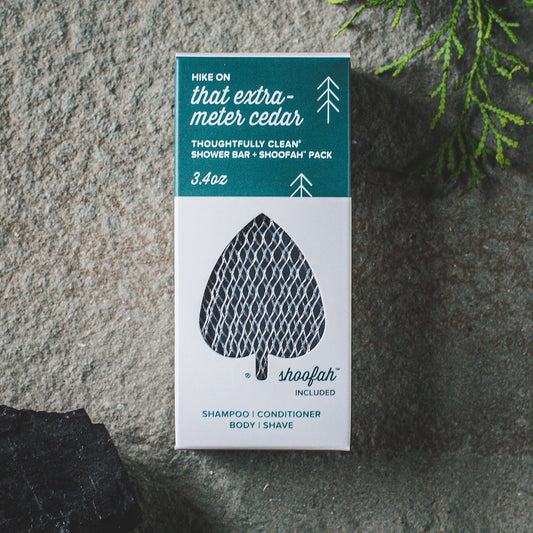 HIKE ON
that extra-
meter cedar
THOUGHTFULLY CLEAN®
SHOWER BAR + SHOOFAH™ PACK
3.4oz
® shoofah™
INCLUDED
SHAMPOO | CONDITIONER
BODY | SHAVE